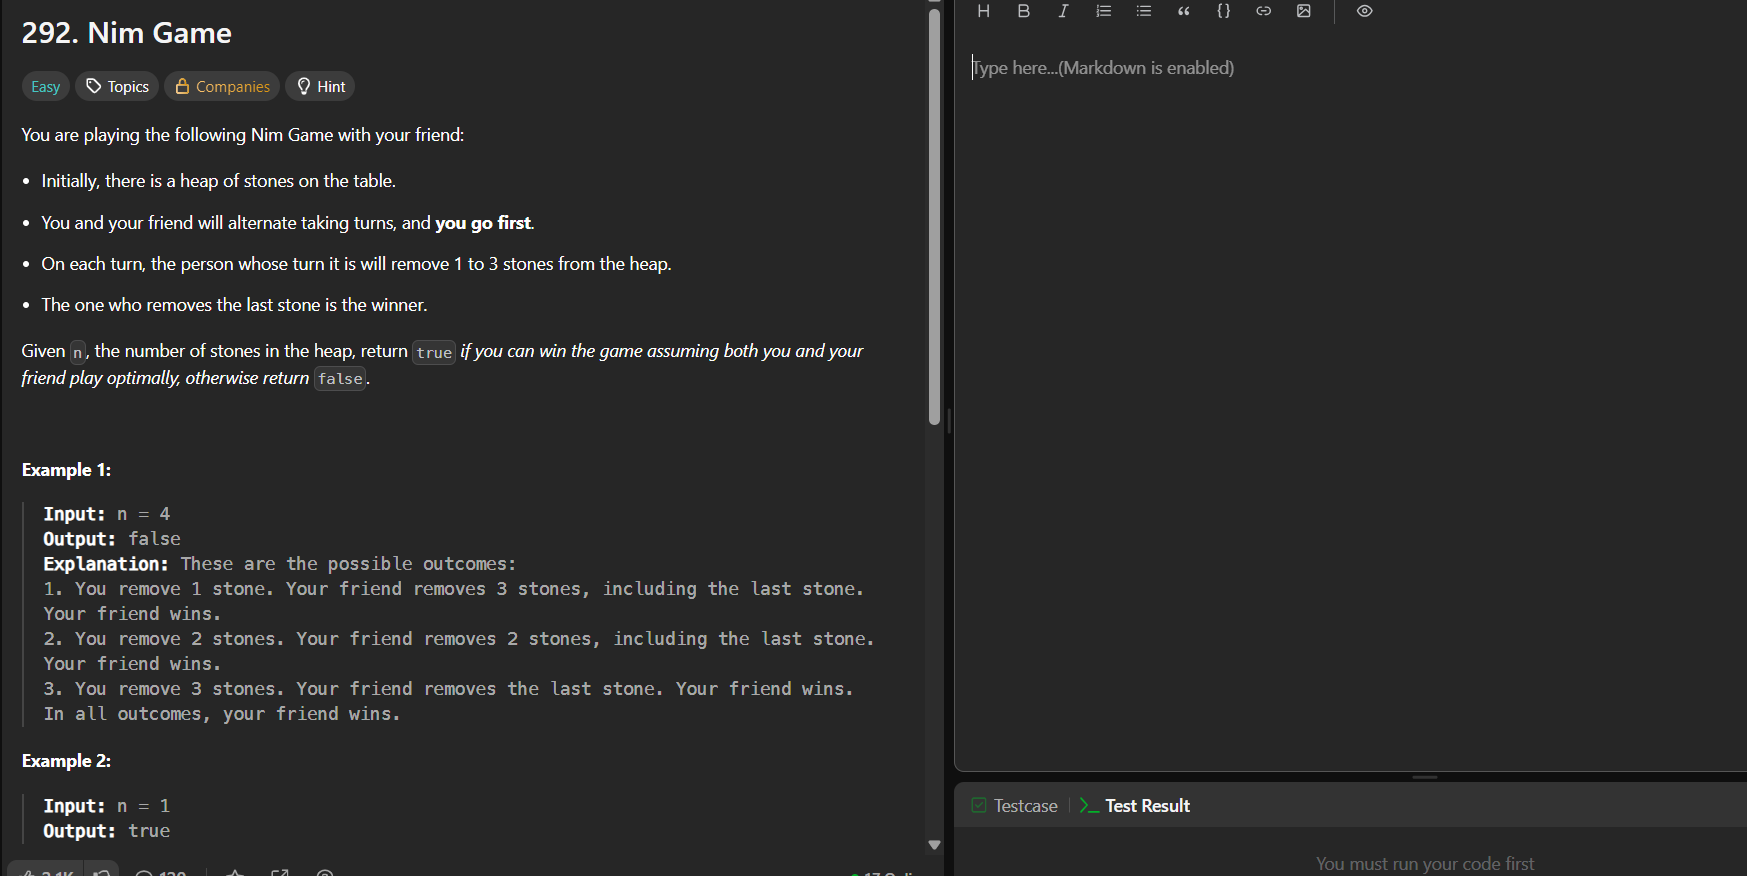 292. Nim Game
Easy Topics Companies Hint
You are playing the following Nim Game with your friend:
• Initially, there is a heap of stones on the table.
• You and your friend will alternate taking turns, and you go first.
• On each turn, the person whose turn it is will remove 1 to 3 stones from the heap.
• The one who removes the last stone is the winner.
Given n, the number of stones in the heap, return true if you can win the game assuming both you and your
friend play optimally, otherwise return false.
Example 1:
Input: n = 4
Output: false
Explanation: These are the possible outcomes:
1. You remove 1 stone. Your friend removes 3 stones, including the last stone.
Your friend wins.
2. You remove 2 stones. Your friend removes 2 stones, including the last stone.
Your friend wins.
3. You remove 3 stones. Your friend removes the last stone. Your friend wins.
In all outcomes, your friend wins.
Example 2:
Input: n = 1
Output: true
H B I
Type here...(Markdown is enabled)
Testcase Test Result
You must run your code first